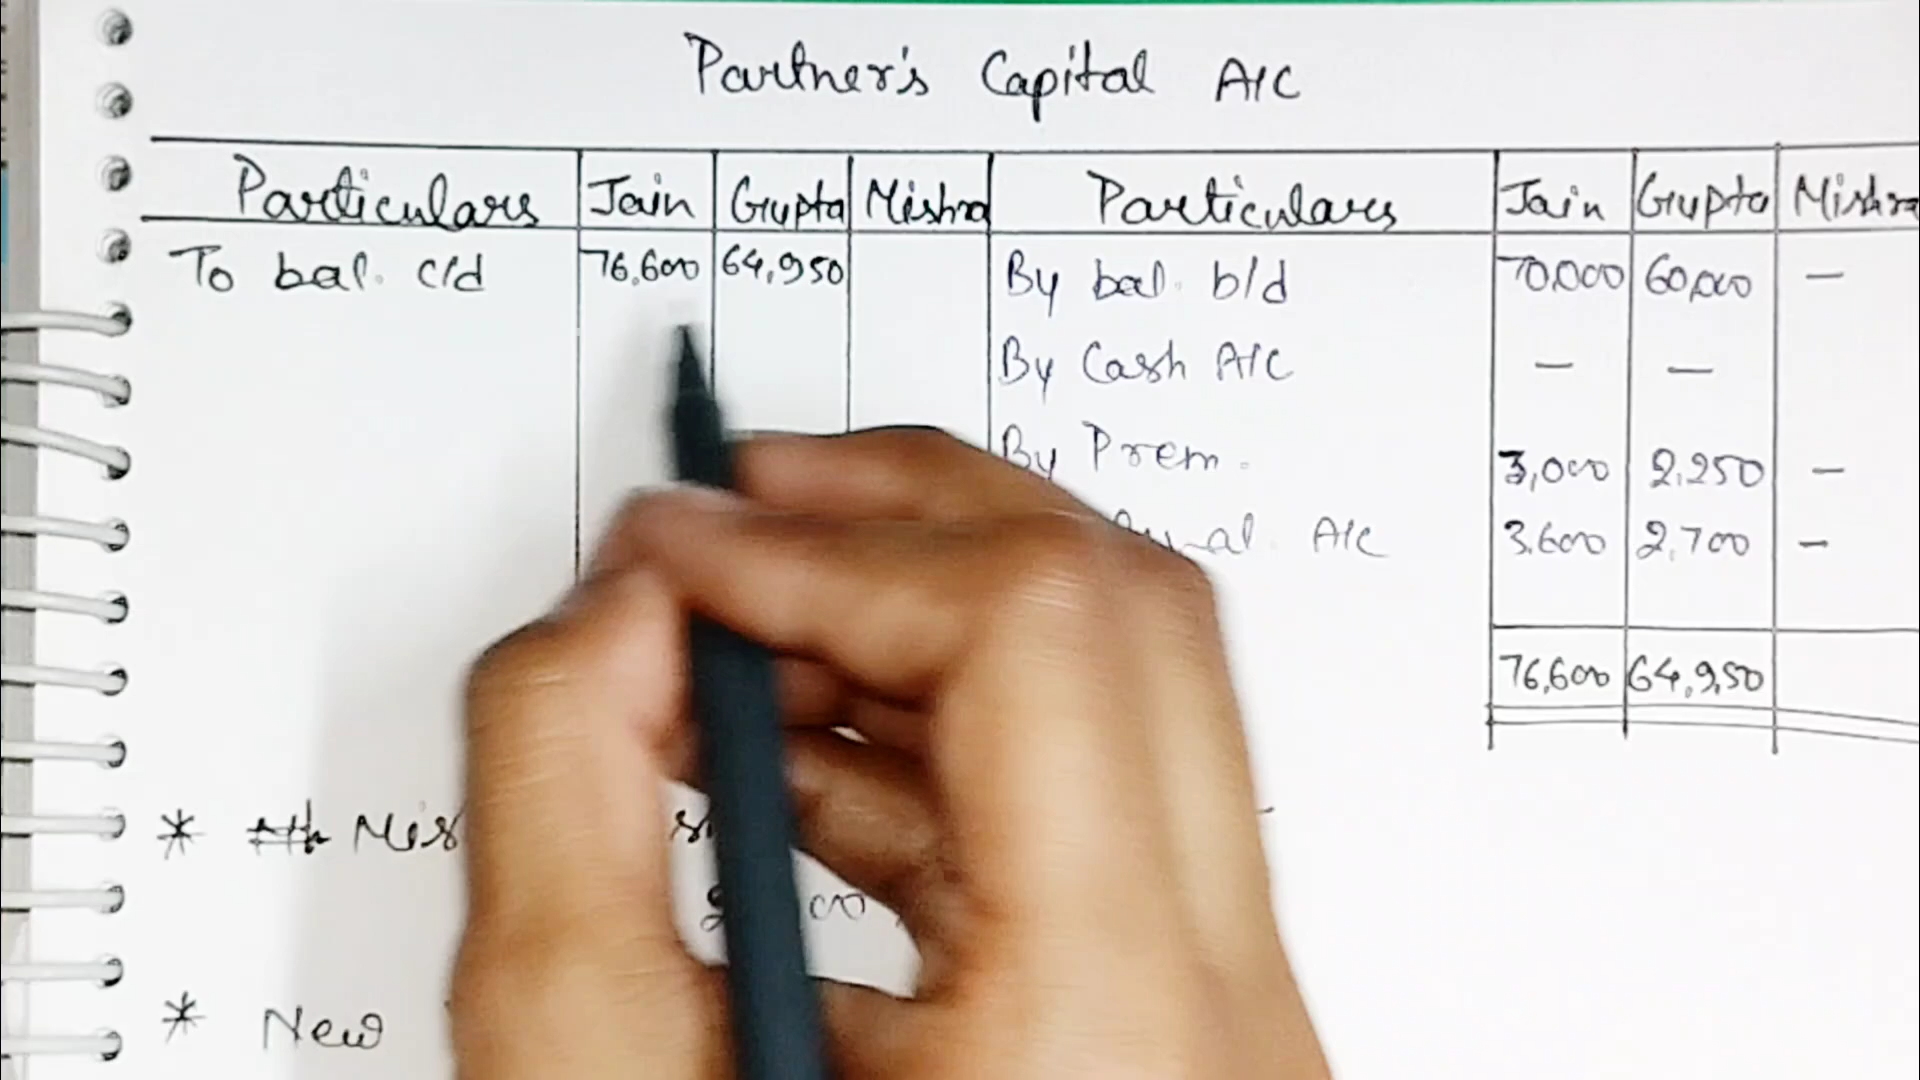 Partner's Capital A/C
Particulars Jain Gupta Mishra Particulars Jain Gupta Mishra
To bal. c/d 76,600 64,950 By bal. b/d 70,000 60,000 —
By Cash A/C — —
By Prem. 3,000 2,250 —
A/C 3,600 2,700 —
76,600 64,950
*
* New